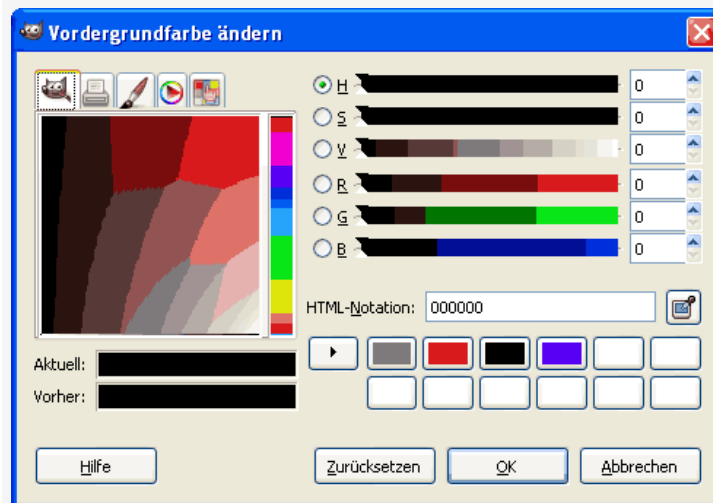 Vordergrundfarbe ändern
H 0
S 0
V 0
R 0
G 0
B 0
HTML-Notation: 000000
Aktuell:
Vorher:
Hilfe Zurücksetzen OK Abbrechen